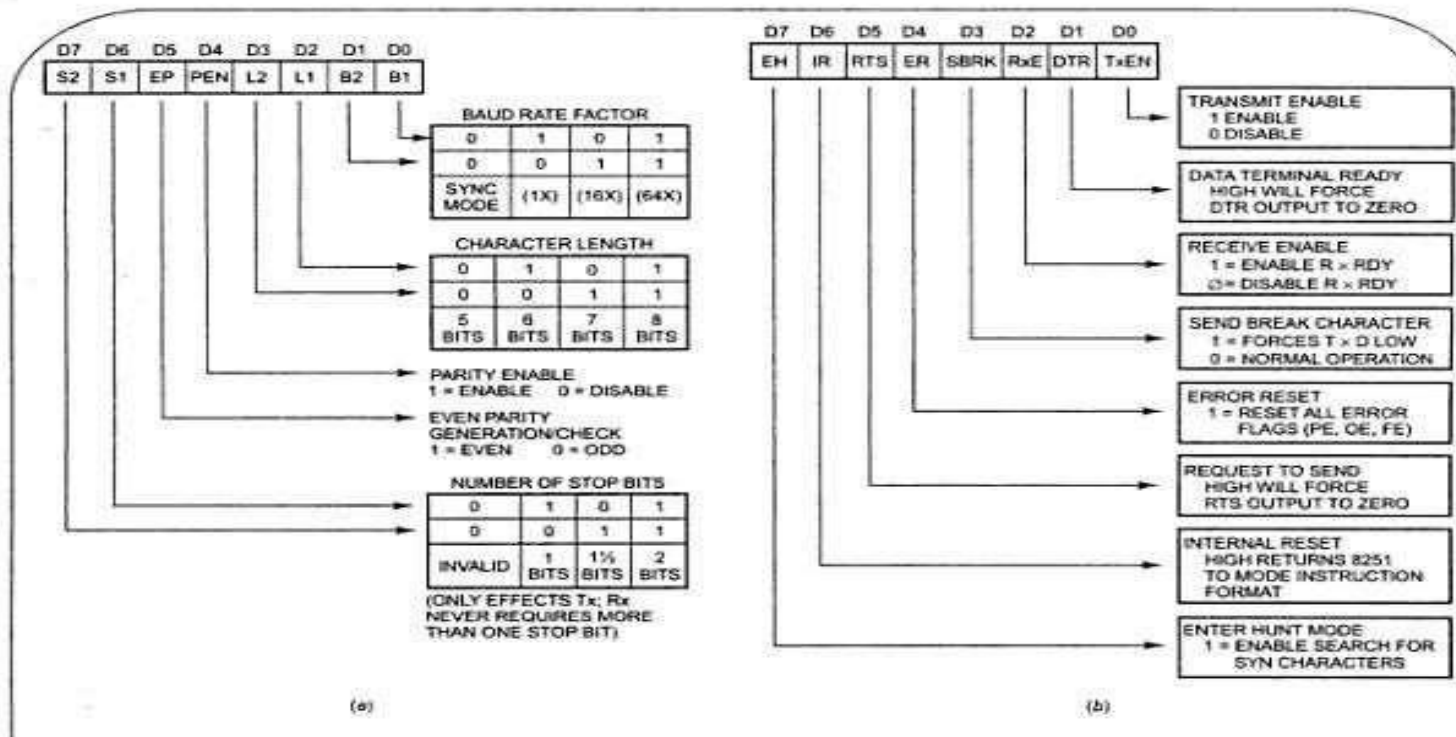 D7 D6 D5 D4 D3 D2 D1 D0
S2 S1 EP PEN L2 L1 B2 B1
BAUD RATE FACTOR
0 1 0 1
0 0 1 1
SYNC MODE (1X) (16X) (64X)
CHARACTER LENGTH
0 1 0 1
0 0 1 1
5 BITS 6 BITS 7 BITS 8 BITS
PARITY ENABLE
1 = ENABLE 0 = DISABLE
EVEN PARITY
GENERATION/CHECK
1 = EVEN 0 = ODD
NUMBER OF STOP BITS
0 1 0 1
0 0 1 1
INVALID 1 BITS 1½ BITS 2 BITS
(ONLY EFFECTS Tx; Rx
NEVER REQUIRES MORE
THAN ONE STOP BIT)
(a)
D7 D6 D5 D4 D3 D2 D1 D0
EH IR RTS ER SBRK RxE DTR TxEN
TRANSMIT ENABLE
1 ENABLE
0 DISABLE
DATA TERMINAL READY
HIGH WILL FORCE
DTR OUTPUT TO ZERO
RECEIVE ENABLE
1 = ENABLE R × RDY
∅ = DISABLE R × RDY
SEND BREAK CHARACTER
1 = FORCES T × D LOW
0 = NORMAL OPERATION
ERROR RESET
1 = RESET ALL ERROR
FLAGS (PE, OE, FE)
REQUEST TO SEND
HIGH WILL FORCE
RTS OUTPUT TO ZERO
INTERNAL RESET
HIGH RETURNS 8251
TO MODE INSTRUCTION
FORMAT
ENTER HUNT MODE
1 = ENABLE SEARCH FOR
SYN CHARACTERS
(b)